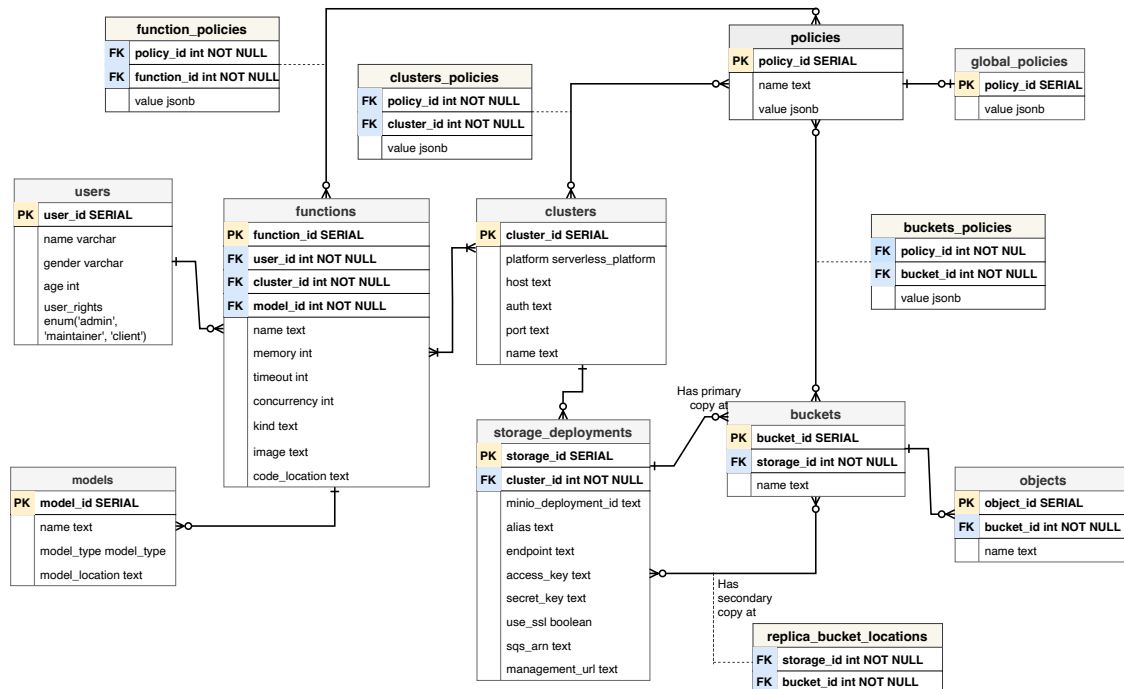 function_policies
FK policy_id int NOT NULL
FK function_id int NOT NULL
value jsonb
clusters_policies
FK policy_id int NOT NULL
FK cluster_id int NOT NULL
value jsonb
policies
PK policy_id SERIAL
name text
value jsonb
global_policies
PK policy_id SERIAL
value jsonb
users
PK user_id SERIAL
name varchar
gender varchar
age int
user_rights
enum('admin',
'maintainer', 'client')
functions
PK function_id SERIAL
FK user_id int NOT NULL
FK cluster_id int NOT NULL
FK model_id int NOT NULL
name text
memory int
timeout int
concurrency int
kind text
image text
code_location text
clusters
PK cluster_id SERIAL
platform serverless_platform
host text
auth text
port text
name text
buckets_policies
FK policy_id int NOT NUL
FK bucket_id int NOT NULL
value jsonb
Has primary
copy at
storage_deployments
PK storage_id SERIAL
FK cluster_id int NOT NULL
minio_deployment_id text
alias text
endpoint text
access_key text
secret_key text
use_ssl boolean
sqs_arn text
management_url text
buckets
PK bucket_id SERIAL
FK storage_id int NOT NULL
name text
models
PK model_id SERIAL
name text
model_type model_type
model_location text
objects
PK object_id SERIAL
FK bucket_id int NOT NULL
name text
Has
secondary
copy at
replica_bucket_locations
FK storage_id int NOT NULL
FK bucket_id int NOT NULL